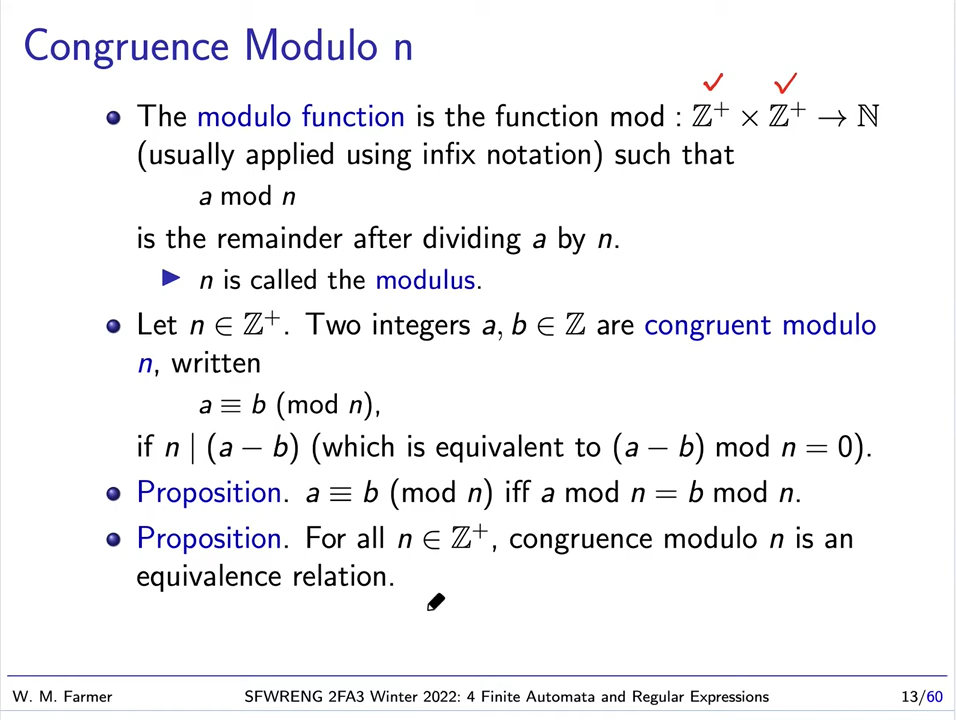 Congruence Modulo n
The modulo function is the function mod : ℤ⁺ × ℤ⁺ → ℕ
(usually applied using infix notation) such that
a mod n
is the remainder after dividing a by n.
n is called the modulus.
Let n ∈ ℤ⁺. Two integers a, b ∈ ℤ are congruent modulo
n, written
a ≡ b (mod n),
if n | (a − b) (which is equivalent to (a − b) mod n = 0).
Proposition. a ≡ b (mod n) iff a mod n = b mod n.
Proposition. For all n ∈ ℤ⁺, congruence modulo n is an
equivalence relation.
W. M. Farmer SFWRENG 2FA3 Winter 2022: 4 Finite Automata and Regular Expressions 13/60